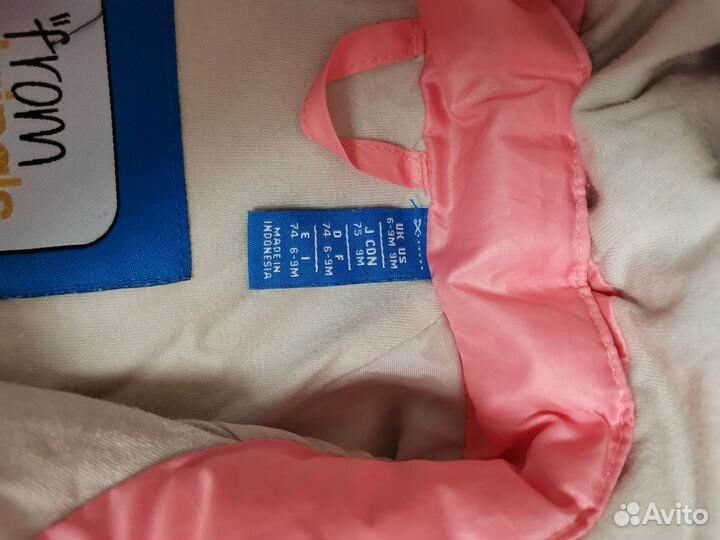 "from
UK US
6-9M 9M
J CDN
75 9M
D F
74 6-9M
E I
74 6-9M
MADE IN
INDONESIA
Avito